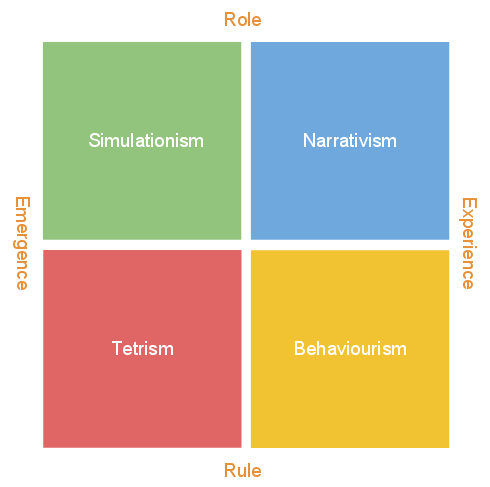 Role
Simulationism
Narrativism
Emergence
Experience
Tetrism
Behaviourism
Rule